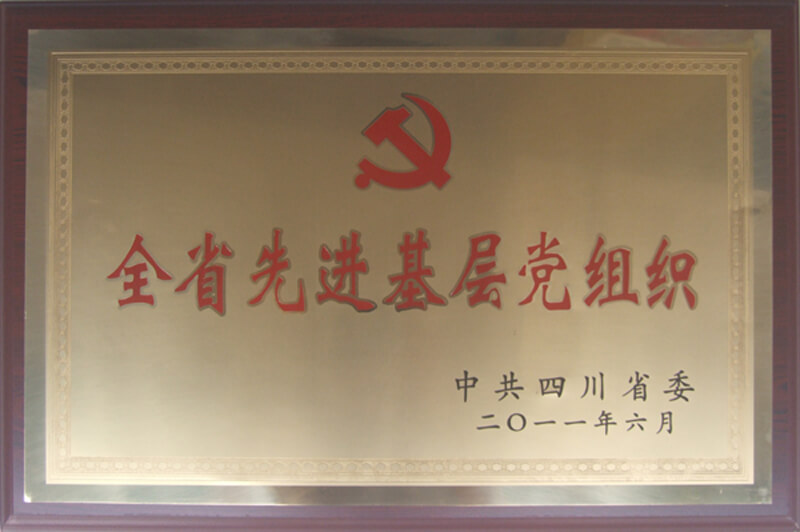 全省先进基层党组织
中共四川省委
二〇一一年六月